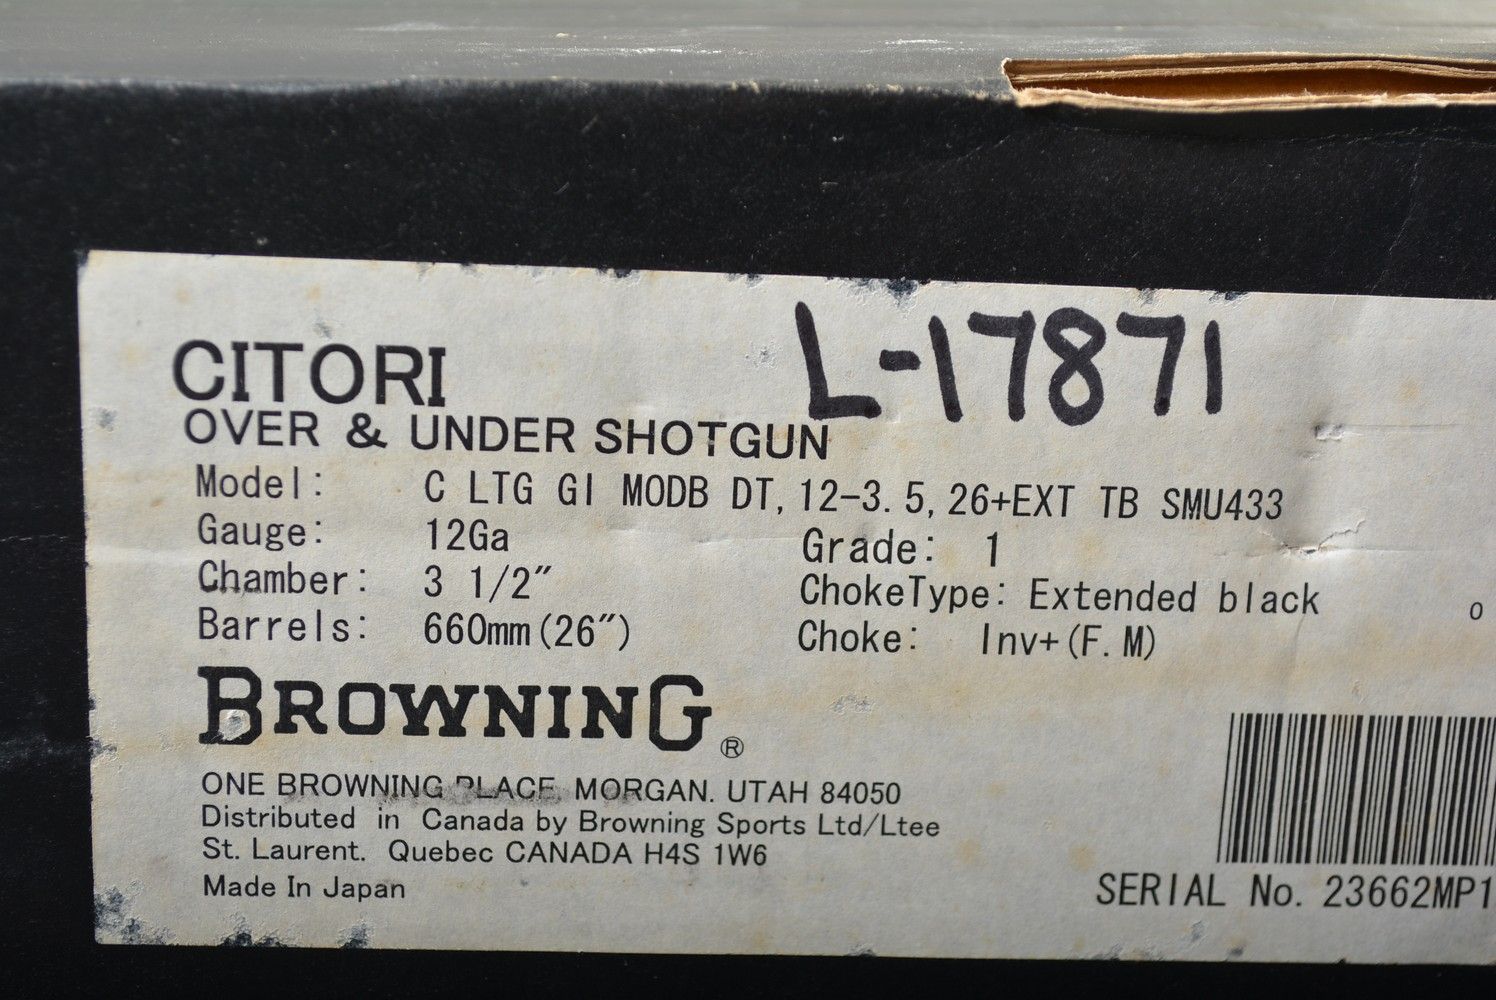 L-17871
CITORI
OVER & UNDER SHOTGUN
Model: C LTG GI MODB DT, 12-3.5, 26+EXT TB SMU433
Gauge: 12Ga
Grade: 1
Chamber: 3 1/2"
ChokeType: Extended black
Barrels: 660mm(26")
Choke: Inv+(F.M)
O
BROWNING®
ONE BROWNING PLACE. MORGAN. UTAH 84050
Distributed in Canada by Browning Sports Ltd/Ltee
St. Laurent. Quebec CANADA H4S 1W6
Made In Japan
SERIAL No. 23662MP1